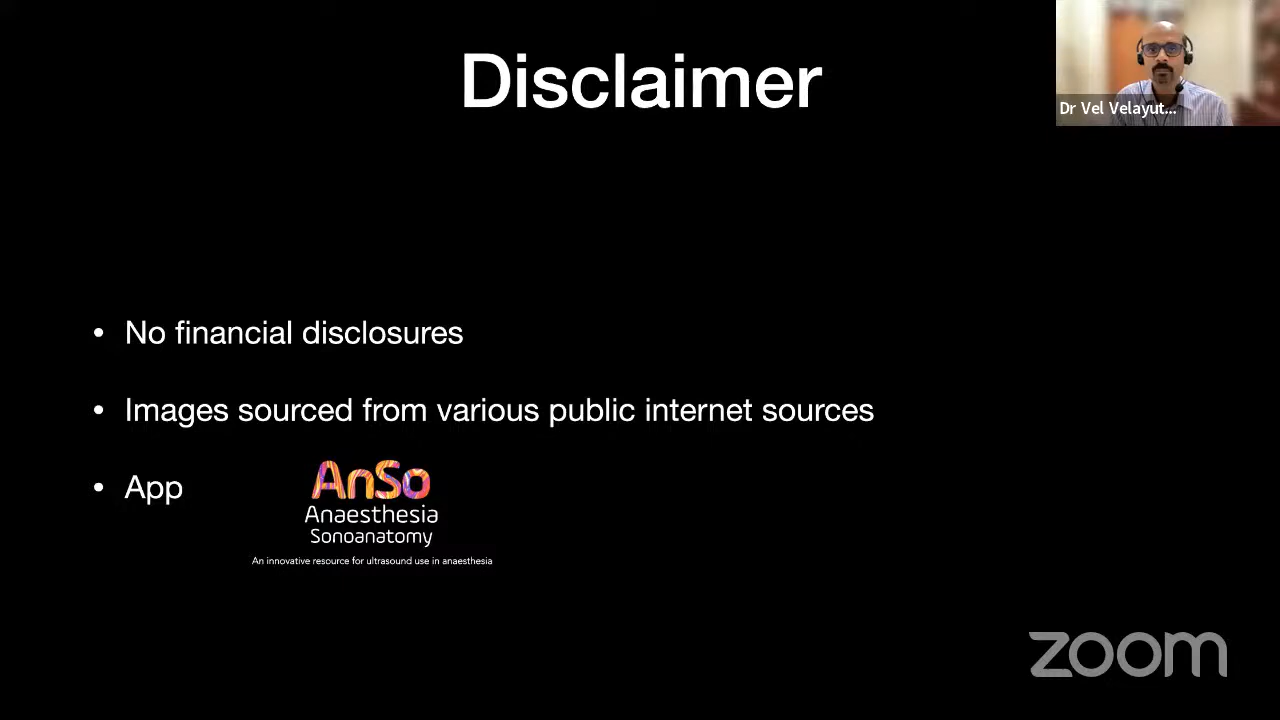 Disclaimer
Dr Vel Velayut...
• No financial disclosures
• Images sourced from various public internet sources
• App
AnSo
Anaesthesia
Sonoanatomy
An innovative resource for ultrasound use in anaesthesia
zoom